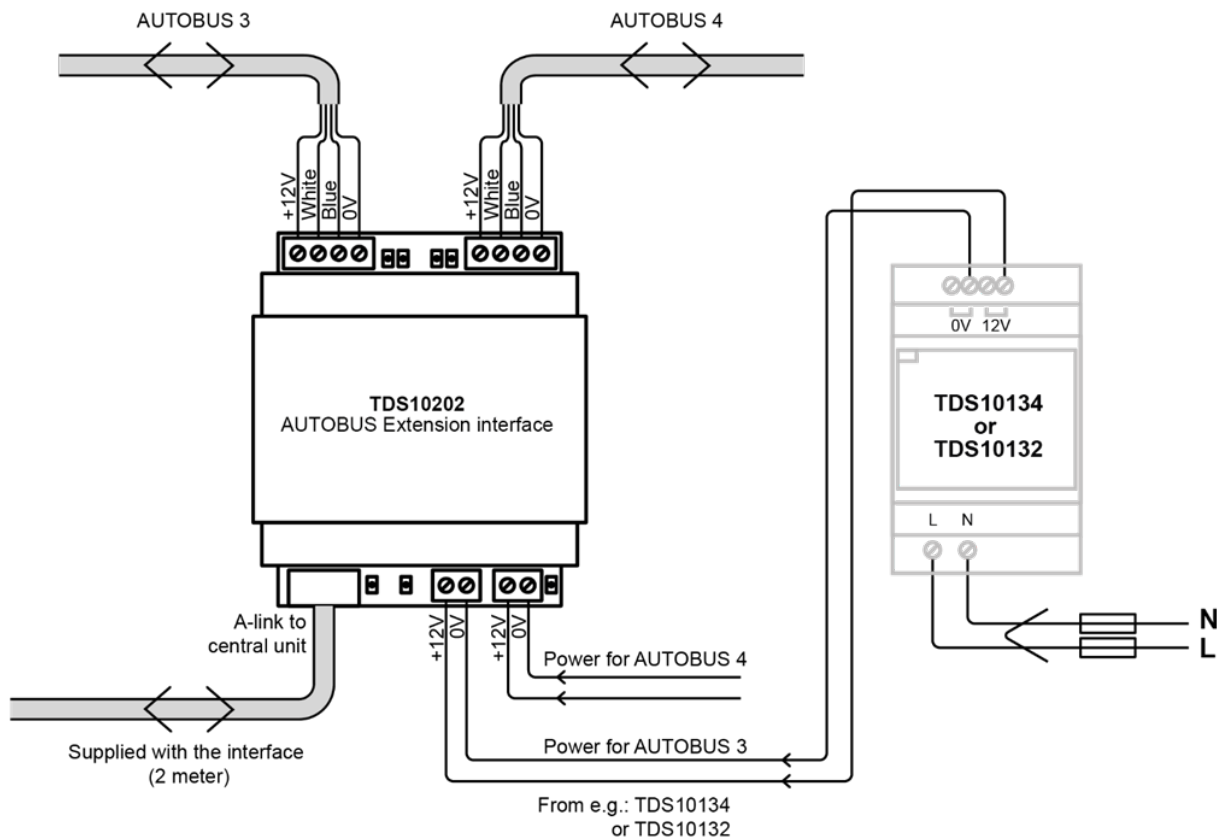 AUTOBUS 3
AUTOBUS 4
+12V
White
Blue
0V
+12V
White
Blue
0V
0V 12V
TDS10202
AUTOBUS Extension interface
TDS10134
or
TDS10132
L N
A-link to
central unit
+12V
0V
+12V
0V
Power for AUTOBUS 4
N
L
Supplied with the interface
(2 meter)
Power for AUTOBUS 3
From e.g.: TDS10134
or TDS10132